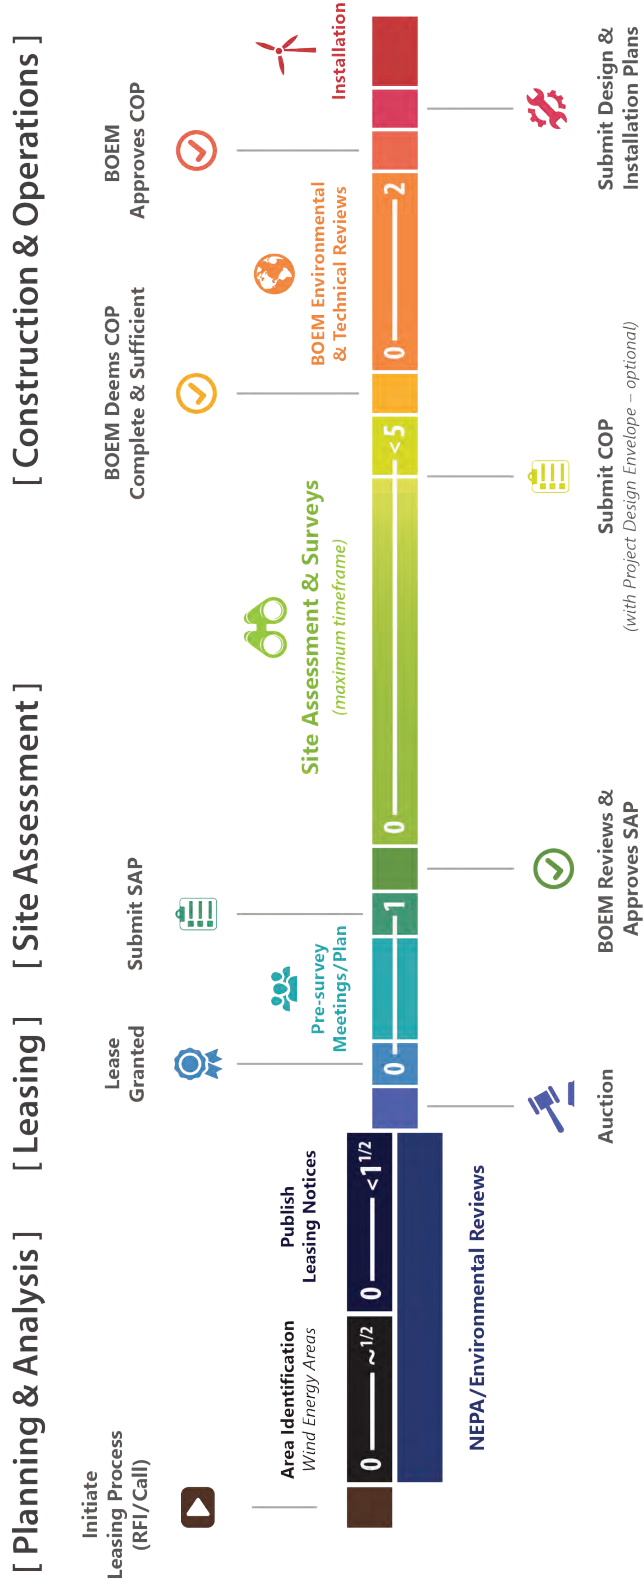 [ Planning & Analysis ]
[ Leasing ]
[ Site Assessment ]
[ Construction & Operations ]
Initiate
Leasing Process
(RFI/Call)
Lease
Granted
Submit SAP
BOEM Deems COP
Complete & Sufficient
BOEM
Approves COP
Area Identification
Wind Energy Areas
Publish
Leasing Notices
Pre-survey
Meetings/Plan
Site Assessment & Surveys
(maximum timeframe)
BOEM Environmental
& Technical Reviews
Installation
0 ~1/2
0 <1 1/2
0 1
0 <5
0 2
NEPA/Environmental Reviews
Auction
BOEM Reviews &
Approves SAP
Submit COP
(with Project Design Envelope – optional)
Submit Design &
Installation Plans